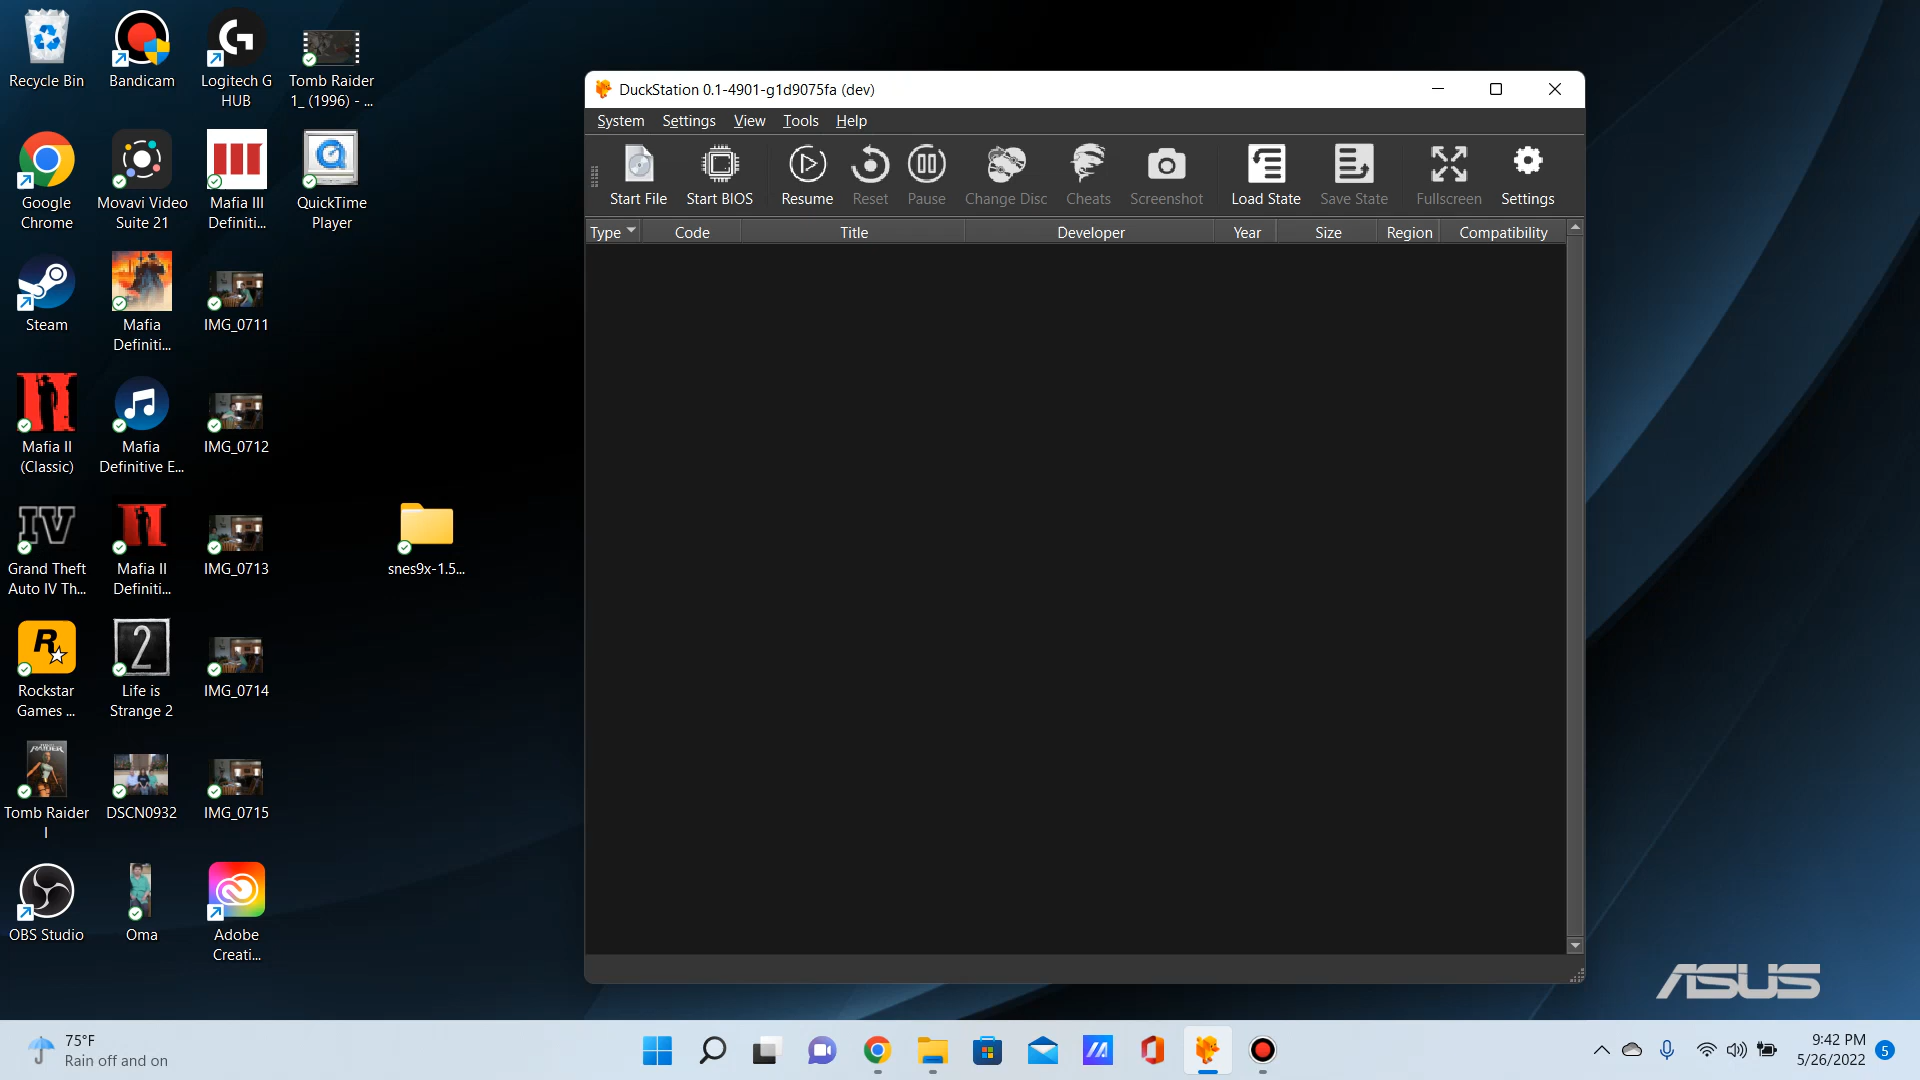 Recycle Bin
Bandicam
Logitech G
HUB
Tomb Raider
1_ (1996) - ...
Google
Chrome
Movavi Video
Suite 21
Mafia III
Definiti...
QuickTime
Player
Steam
Mafia
Definiti...
IMG_0711
Mafia II
(Classic)
Mafia
Definitive E...
IMG_0712
IV
Grand Theft
Auto IV Th...
Mafia II
Definiti...
IMG_0713
snes9x-1.5...
R
Rockstar
Games ...
2
Life is
Strange 2
IMG_0714
Tomb Raider
I
DSCN0932
IMG_0715
OBS Studio
Oma
Adobe
Creati...
DuckStation 0.1-4901-g1d9075fa (dev)
System Settings View Tools Help
Start File Start BIOS Resume Reset Pause Change Disc Cheats Screenshot Load State Save State Fullscreen Settings
Type Code Title Developer Year Size Region Compatibility
ASUS
75°F
Rain off and on
9:42 PM
5/26/2022
5